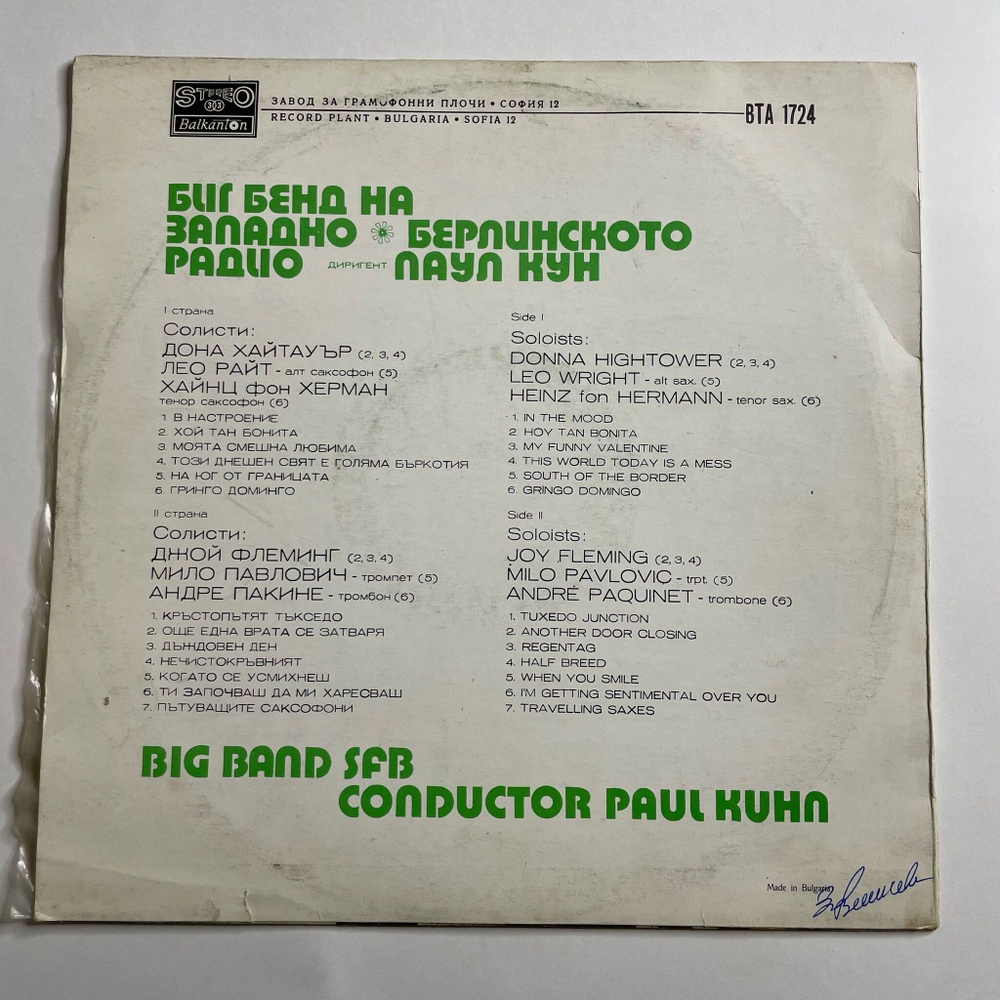 STEREO
33
Balkanton
ЗАВОД ЗА ГРАМОФОННИ ПЛОЧИ • СОФИЯ 12
RECORD PLANT • BULGARIA • SOFIA 12
ВТА 1724
БИГ БЕНД НА
ЗАПАДНО * БЕРЛИНСКОТО
РАДИО ДИРИГЕНТ ПАУЛ КУН
I страна
Солисти:
ДОНА ХАЙТАУЪР (2, 3, 4)
ЛЕО РАЙТ - алт саксофон (5)
ХАЙНЦ фон ХЕРМАН
тенор саксофон (6)
1 В НАСТРОЕНИЕ
2. ХОЙ ТАН БОНИТА
3. МОЯТА СМЕШНА ЛЮБИМА
4. ТОЗИ ДНЕШЕН СВЯТ Е ГОЛЯМА БЪРКОТИЯ
5. НА ЮГ ОТ ГРАНИЦАТА
6. ГРИНГО ДОМИНГО
Side I
Soloists:
DONNA HIGHTOWER (2, 3, 4)
LEO WRIGHT - alt sax. (5)
HEINZ fon HERMANN - tenor sax. (6)
1. IN THE MOOD
2 HOY TAN BONITA
3. MY FUNNY VALENTINE
4. THIS WORLD TODAY IS A MESS
5. SOUTH OF THE BORDER
6. GRINGO DOMINGO
II страна
Солисти:
ДЖОЙ ФЛЕМИНГ (2, 3, 4)
МИЛО ПАВЛОВИЧ - тромпет (5)
АНДРЕ ПАКИНЕ - тромбон (6)
1. КРЪСТОПЪТЯТ ТЪКСЕДО
2. ОЩЕ ЕДНА ВРАТА СЕ ЗАТВАРЯ
3. ДЪЖДОВЕН ДЕН
4. НЕЧИСТОКРЪВНИЯТ
5. КОГАТО СЕ УСМИХНЕШ
6. ТИ ЗАПОЧВАШ ДА МИ ХАРЕСВАШ
7. ПЪТУВАЩИТЕ САКСОФОНИ
Side II
Soloists:
JOY FLEMING (2, 3, 4)
MILO PAVLOVIC - trpt. (5)
ANDRÉ PAQUINET - trombone (6)
1. TUXEDO JUNCTION
2. ANOTHER DOOR CLOSING
3. REGENTAG
4. HALF BREED
5. WHEN YOU SMILE
6. I'M GETTING SENTIMENTAL OVER YOU
7. TRAVELLING SAXES
BIG BAND SFB
CONDUCTOR PAUL KUHN
Made in Bulgaria